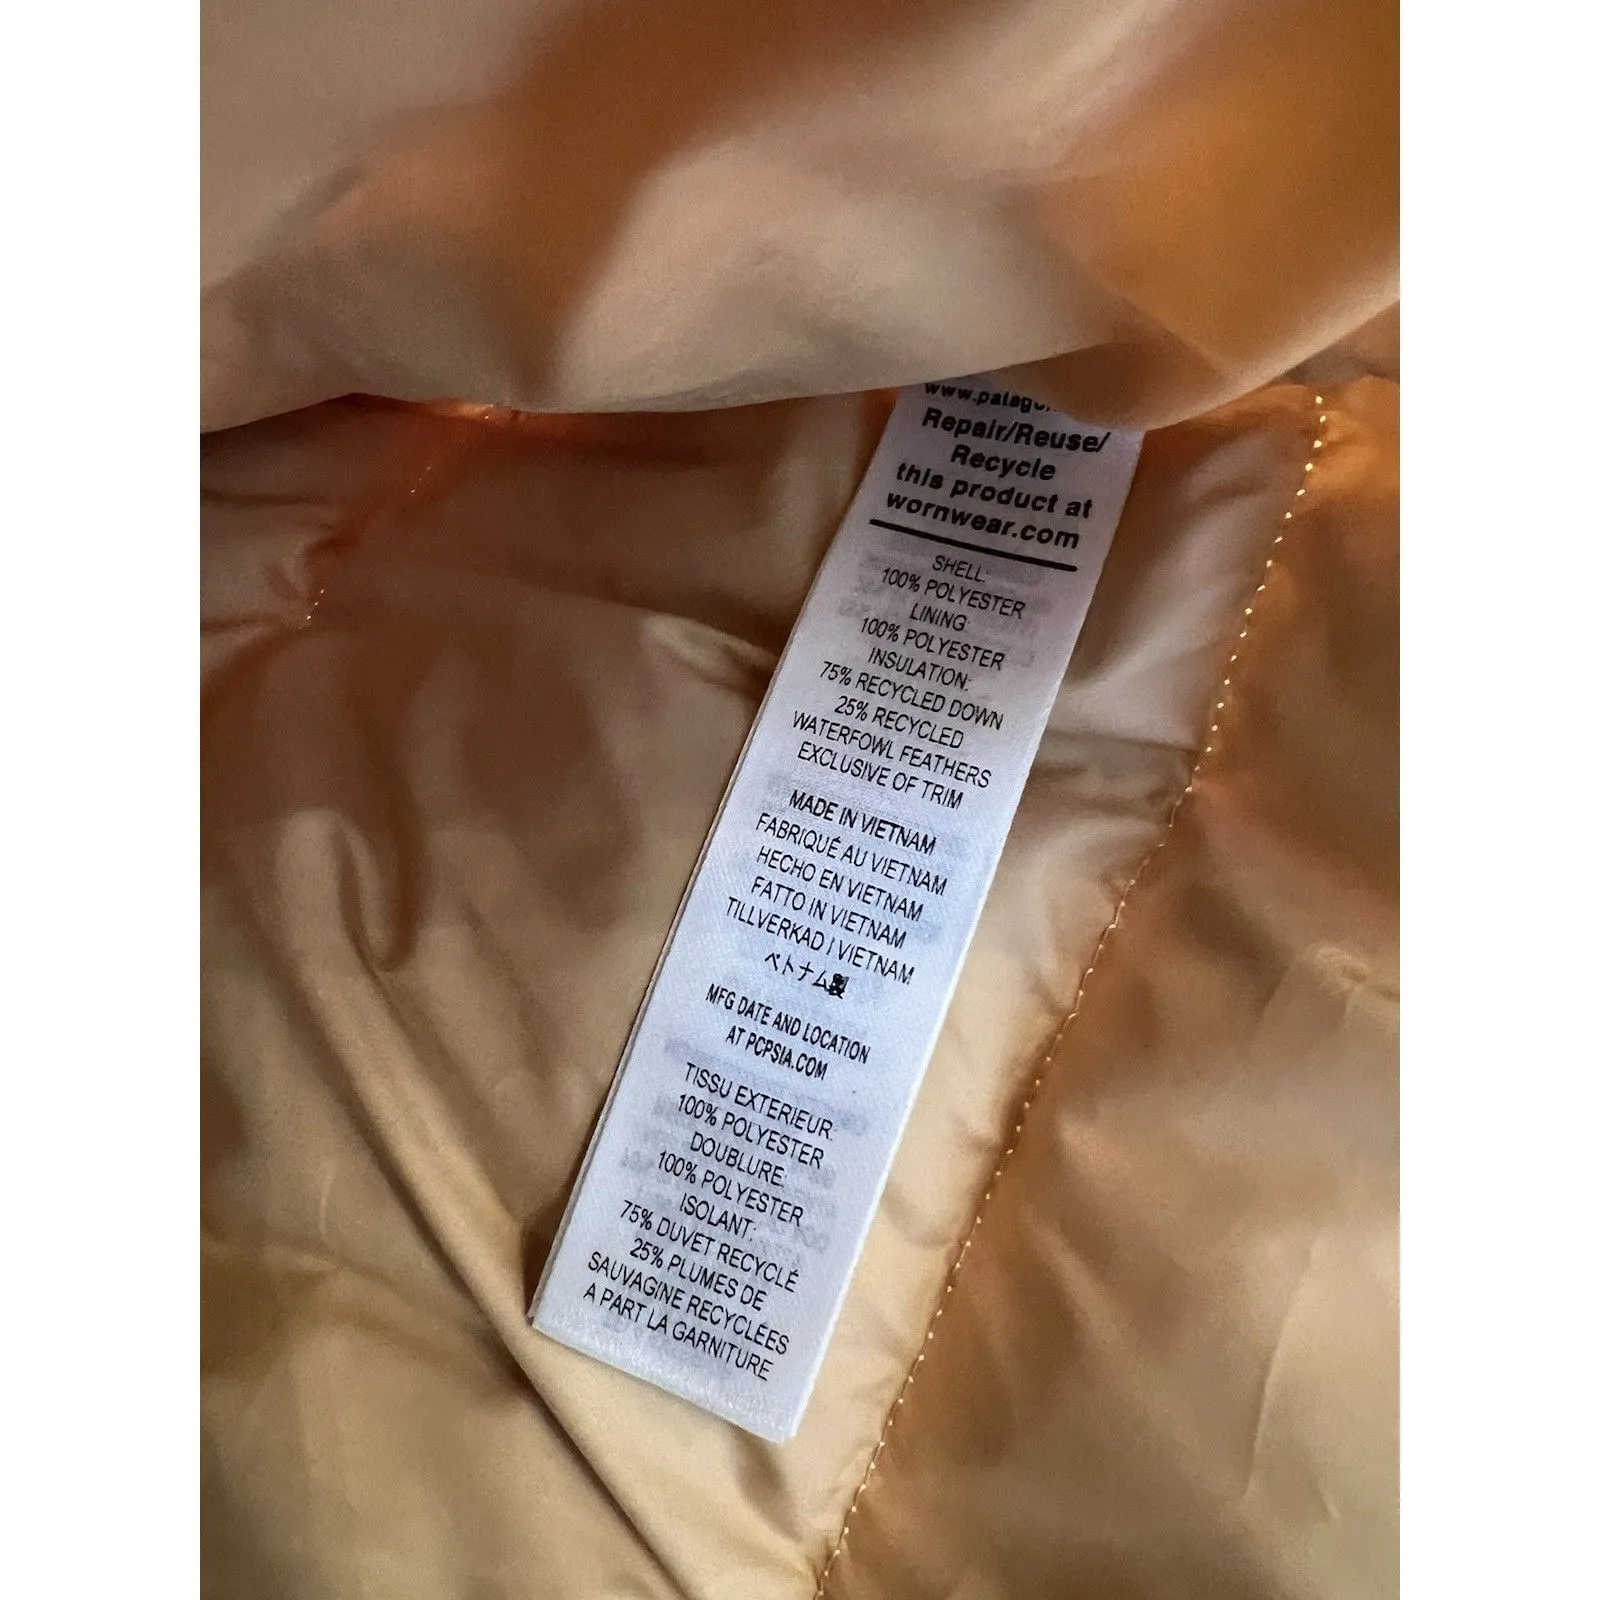 www.patago
Repair/Reuse/
Recycle
this product at
wornwear.com
SHELL:
100% POLYESTER
LINING:
100% POLYESTER
INSULATION:
75% RECYCLED DOWN
25% RECYCLED
WATERFOWL FEATHERS
EXCLUSIVE OF TRIM
MADE IN VIETNAM
FABRIQUÉ AU VIETNAM
HECHO EN VIETNAM
FATTO IN VIETNAM
TILLVERKAD I VIETNAM
ベトナム製
MFG DATE AND LOCATION
AT PCPSIA.COM
TISSU EXTERIEUR:
100% POLYESTER
DOUBLURE:
100% POLYESTER
ISOLANT:
75% DUVET RECYCLÉ
25% PLUMES DE
SAUVAGINE RECYCLÉES
A PART LA GARNITURE